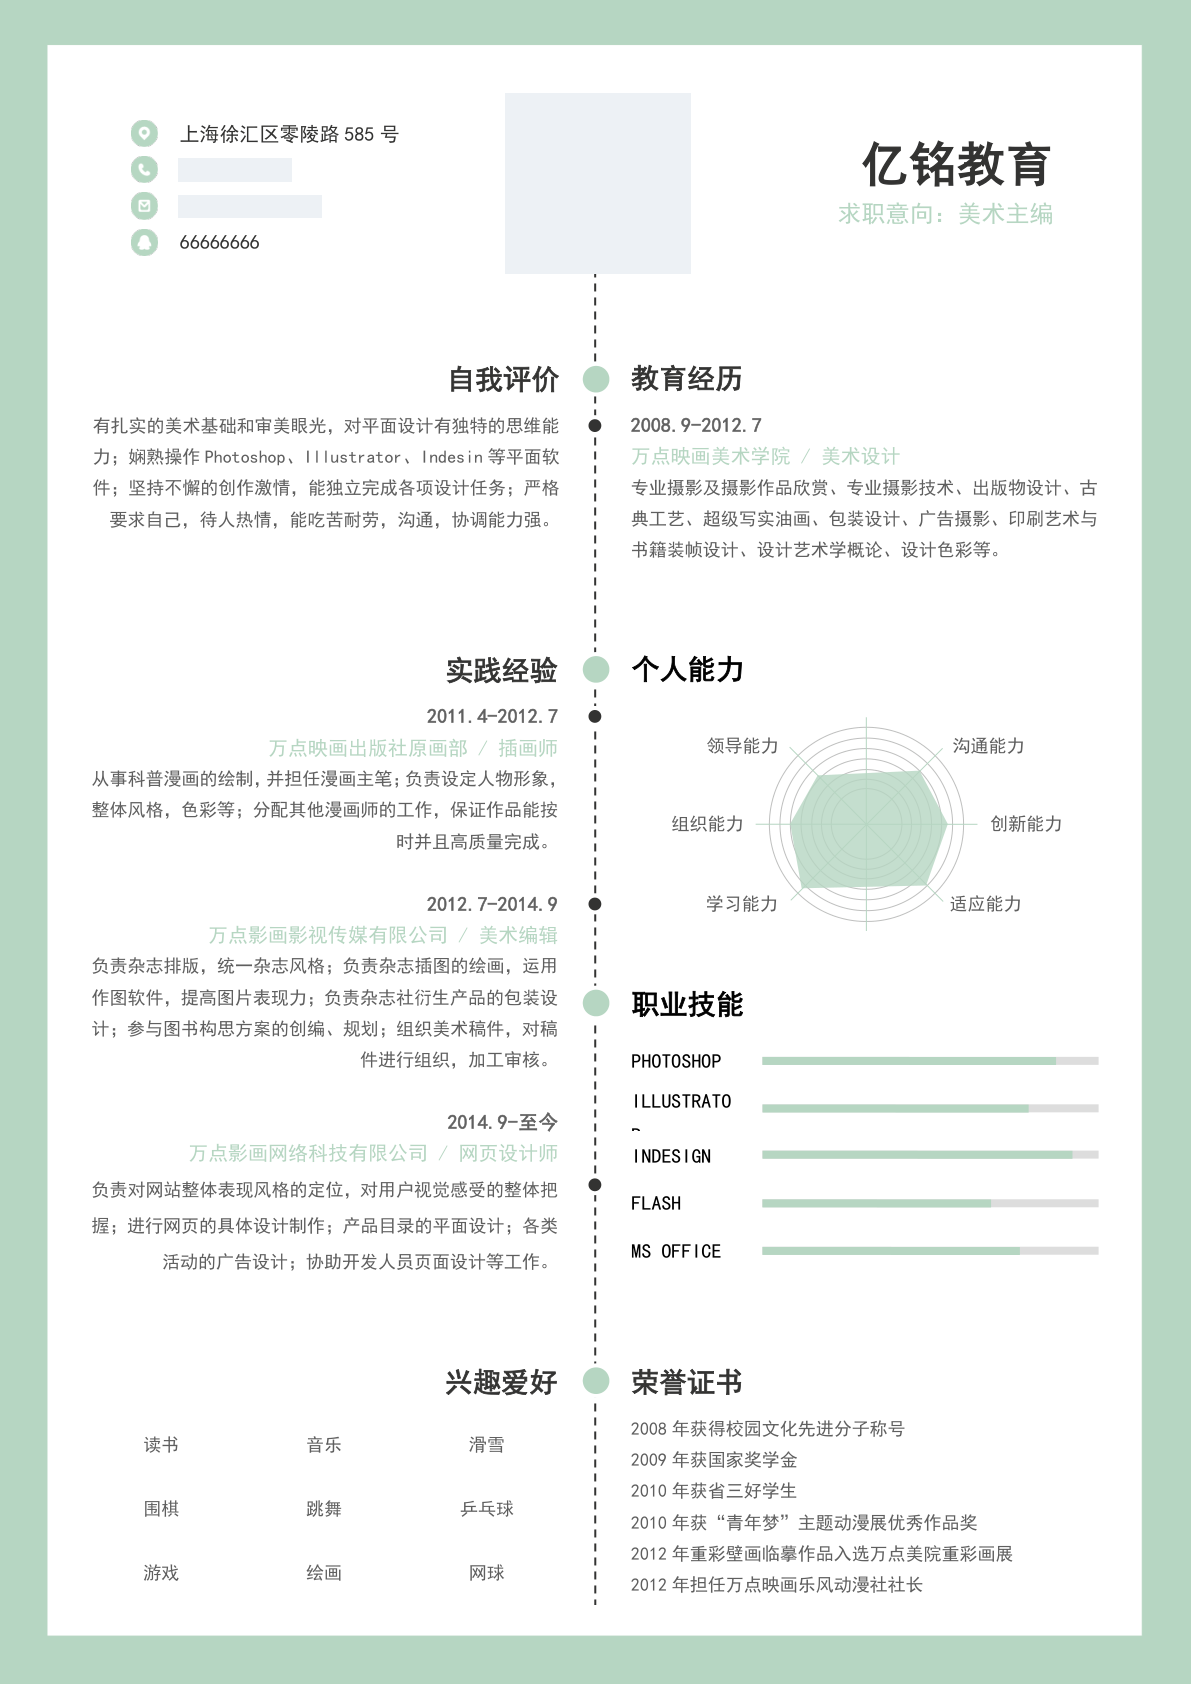 上海徐汇区零陵路 585 号
66666666
亿铭教育
求职意向：美术主编
自我评价
有扎实的美术基础和审美眼光，对平面设计有独特的思维能
力；娴熟操作 Photoshop、Illustrator、Indesin 等平面软
件；坚持不懈的创作激情，能独立完成各项设计任务；严格
要求自己，待人热情，能吃苦耐劳，沟通，协调能力强。
教育经历
2008.9-2012.7
万点映画美术学院 / 美术设计
专业摄影及摄影作品欣赏、专业摄影技术、出版物设计、古
典工艺、超级写实油画、包装设计、广告摄影、印刷艺术与
书籍装帧设计、设计艺术学概论、设计色彩等。
实践经验
2011.4-2012.7
万点映画出版社原画部 / 插画师
从事科普漫画的绘制，并担任漫画主笔；负责设定人物形象，
整体风格，色彩等；分配其他漫画师的工作，保证作品能按
时并且高质量完成。
2012.7-2014.9
万点影画影视传媒有限公司 / 美术编辑
负责杂志排版，统一杂志风格；负责杂志插图的绘画，运用
作图软件，提高图片表现力；负责杂志社衍生产品的包装设
计；参与图书构思方案的创编、规划；组织美术稿件，对稿
件进行组织，加工审核。
2014.9-至今
万点影画网络科技有限公司 / 网页设计师
负责对网站整体表现风格的定位，对用户视觉感受的整体把
握；进行网页的具体设计制作；产品目录的平面设计；各类
活动的广告设计；协助开发人员页面设计等工作。
个人能力
领导能力
沟通能力
组织能力
创新能力
学习能力
适应能力
职业技能
PHOTOSHOP
ILLUSTRATO
INDESIGN
FLASH
MS OFFICE
兴趣爱好
读书 音乐 滑雪
围棋 跳舞 乒乓球
游戏 绘画 网球
荣誉证书
2008 年获得校园文化先进分子称号
2009 年获国家奖学金
2010 年获省三好学生
2010 年获“青年梦”主题动漫展优秀作品奖
2012 年重彩壁画临摹作品入选万点美院重彩画展
2012 年担任万点映画乐风动漫社社长